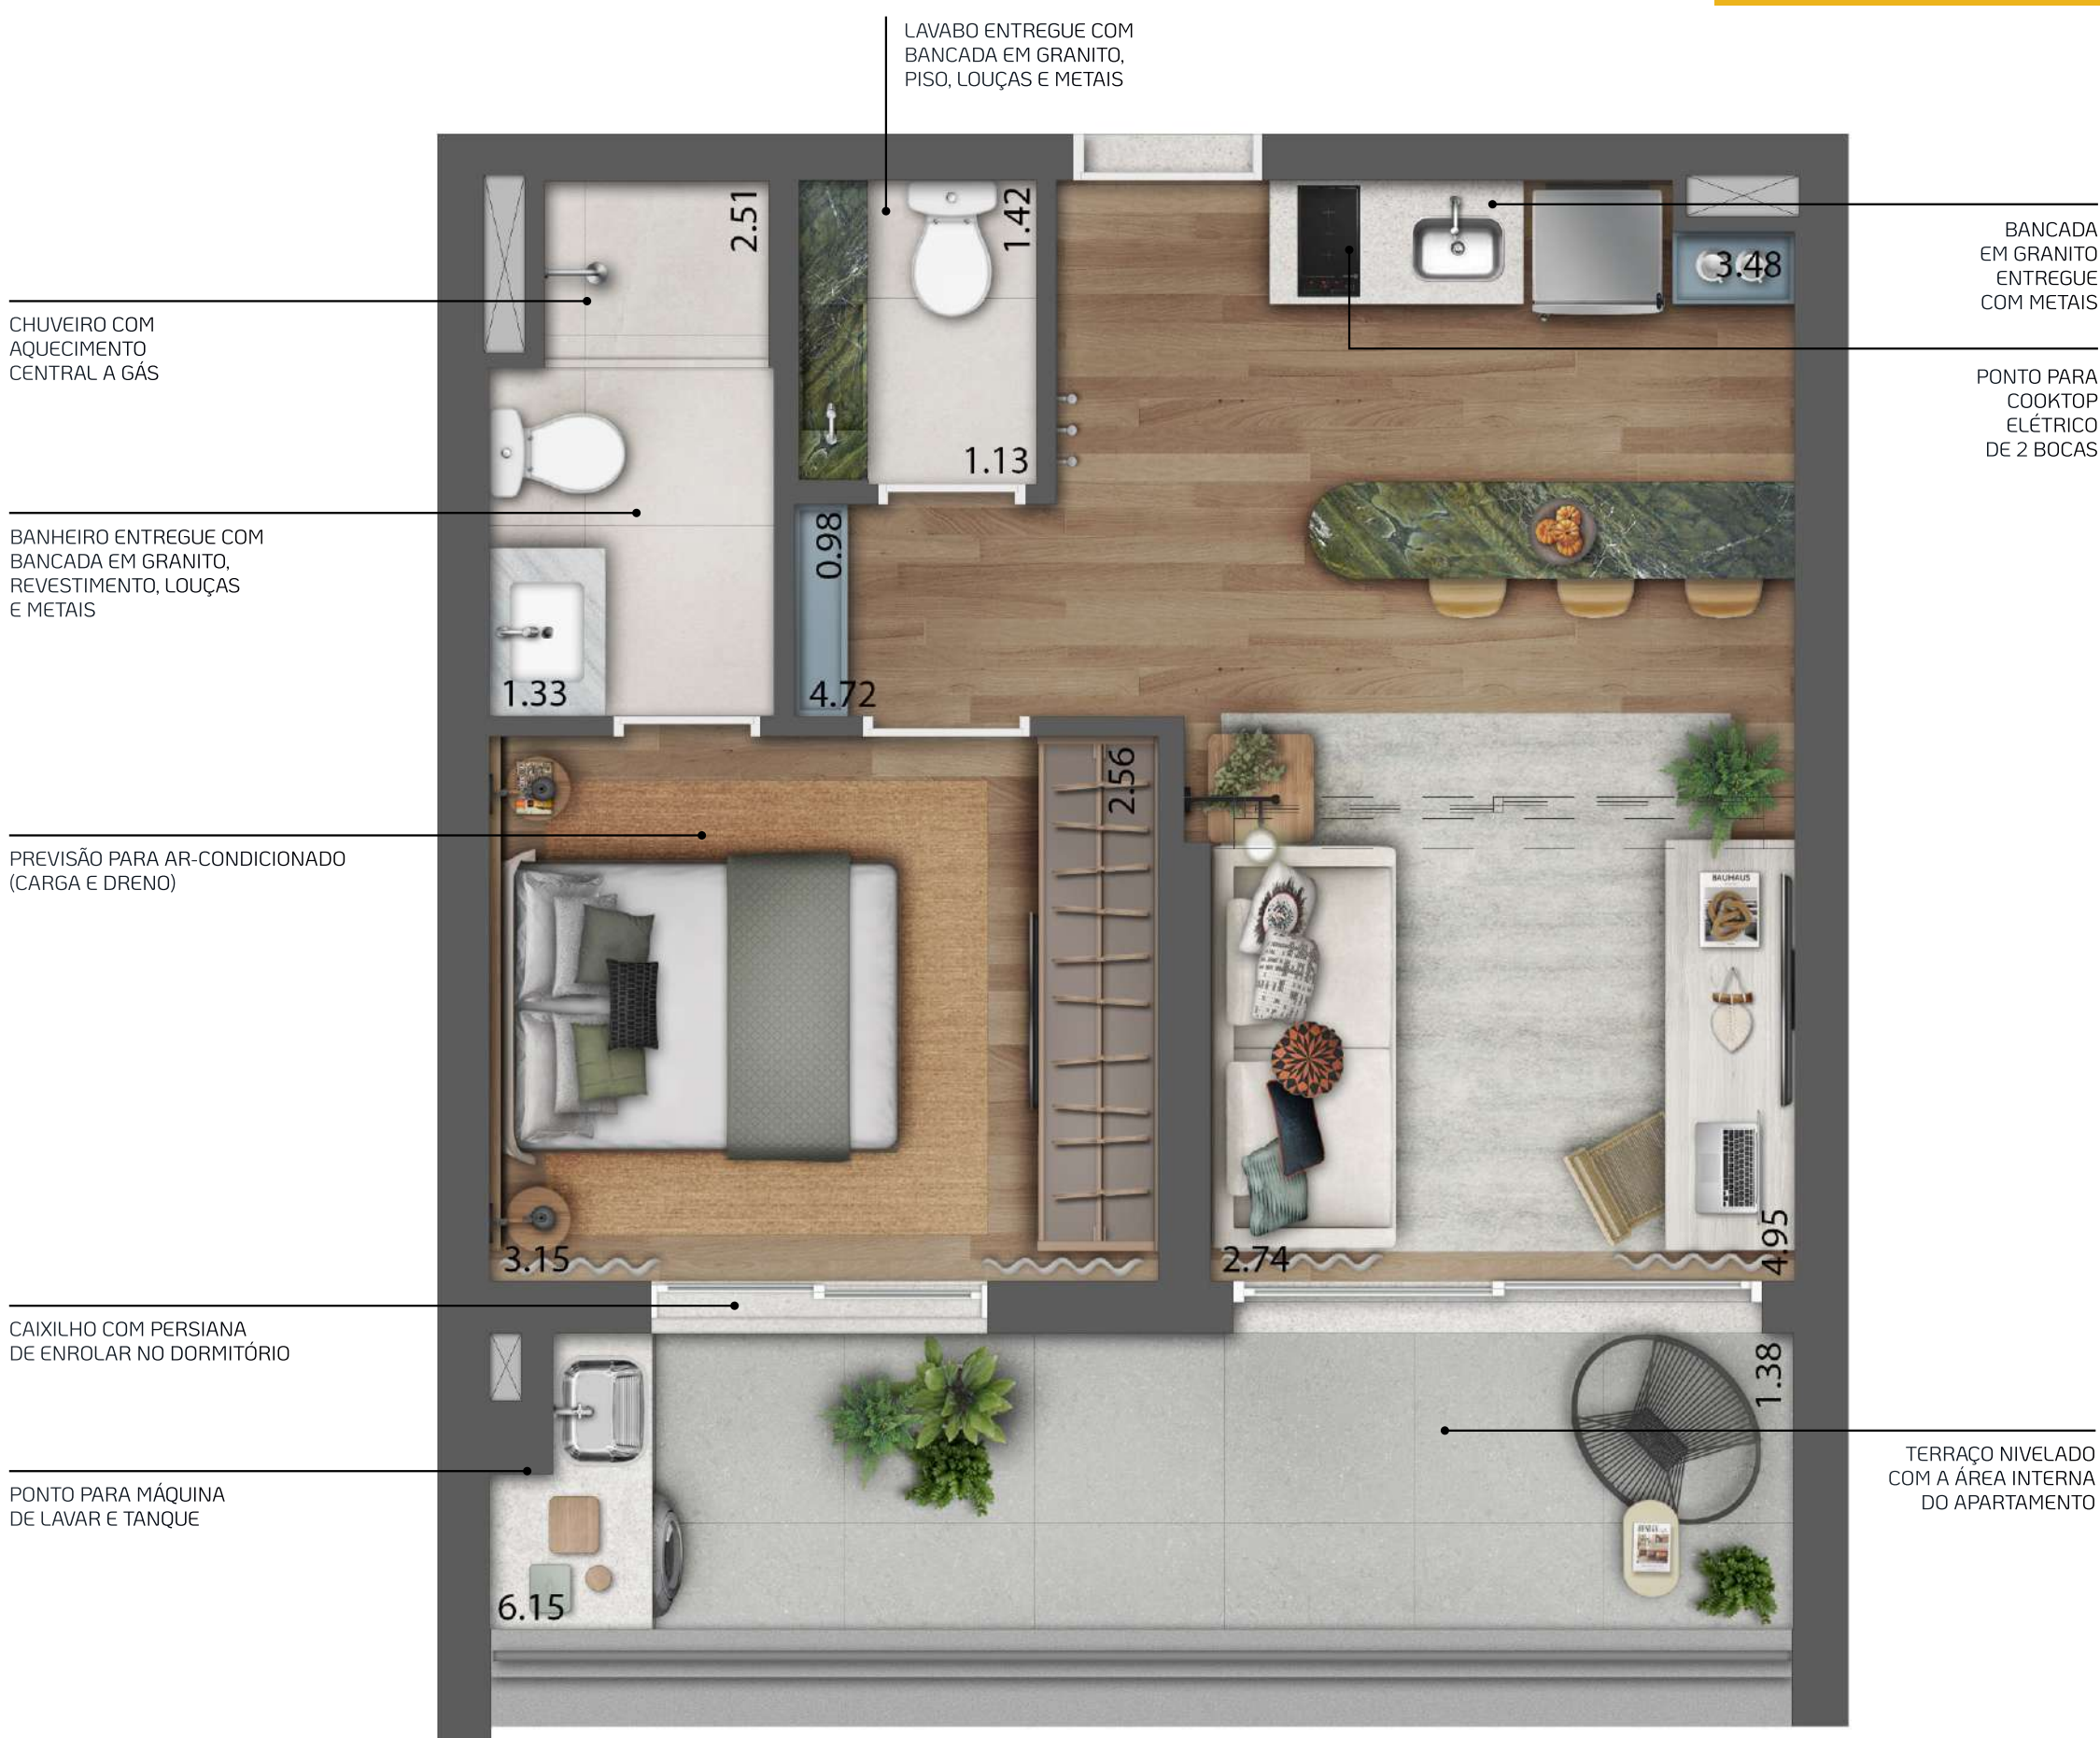 LAVABO ENTREGUE COM
BANCADA EM GRANITO,
PISO, LOUÇAS E METAIS
2.51
1.42
3.48
BANCADA
EM GRANITO
ENTREGUE
COM METAIS
CHUVEIRO COM
AQUECIMENTO
CENTRAL A GÁS
PONTO PARA
COOKTOP
ELÉTRICO
DE 2 BOCAS
1.13
0.98
BANHEIRO ENTREGUE COM
BANCADA EM GRANITO,
REVESTIMENTO, LOUÇAS
E METAIS
1.33
4.72
2.56
PREVISÃO PARA AR-CONDICIONADO
(CARGA E DRENO)
BAUHAUS
3.15
2.74
4.95
CAIXILHO COM PERSIANA
DE ENROLAR NO DORMITÓRIO
1.38
TERRAÇO NIVELADO
COM A ÁREA INTERNA
DO APARTAMENTO
PONTO PARA MÁQUINA
DE LAVAR E TANQUE
6.15